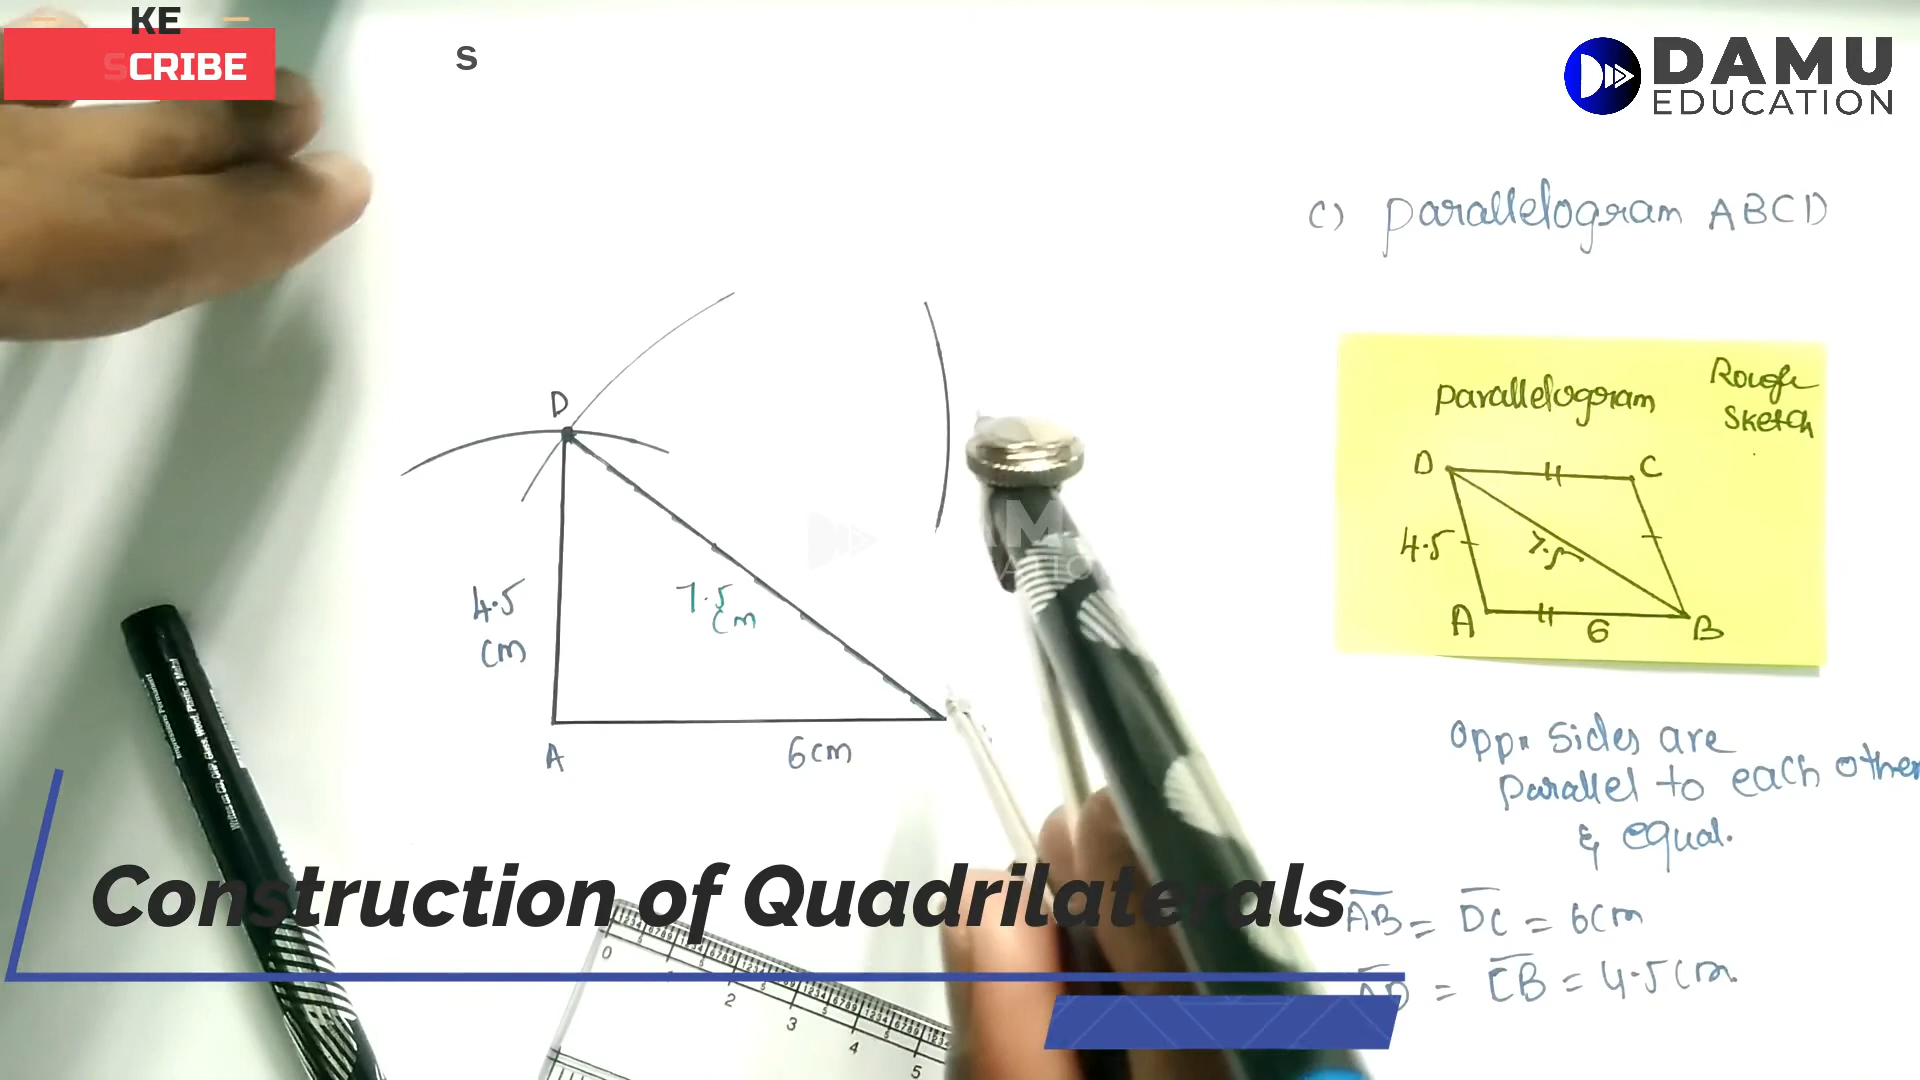 KE
SCRIBE
S
DAMU
EDUCATION
c) parallelogram ABCD
parallelogram
Rough
Sketch
D
C
4.5
7.5
A
6
B
D
4.5
cm
7.5
cm
A
6cm
Opp. sides are
parallel to each other
& equal.
AB = DC = 6cm
AD = CB = 4.5cm.
Construction of Quadrilaterals
0
2
3
4
5